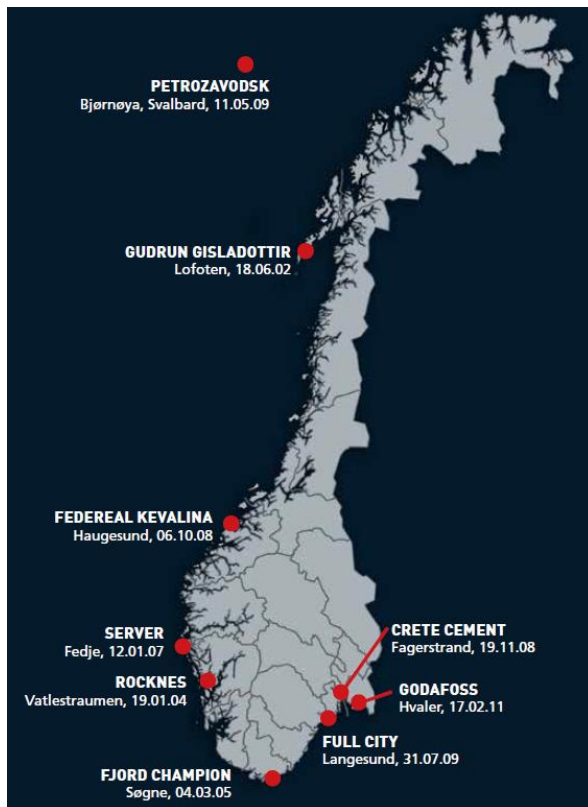 PETROZAVODSK
Bjørnøya, Svalbard, 11.05.09
GUDRUN GISLADOTTIR
Lofoten, 18.06.02
FEDEREAL KEVALINA
Haugesund, 06.10.08
SERVER
Fedje, 12.01.07
ROCKNES
Vatlestraumen, 19.01.04
CRETE CEMENT
Fagerstrand, 19.11.08
GODAFOSS
Hvaler, 17.02.11
FULL CITY
Langesund, 31.07.09
FJORD CHAMPION
Søgne, 04.03.05